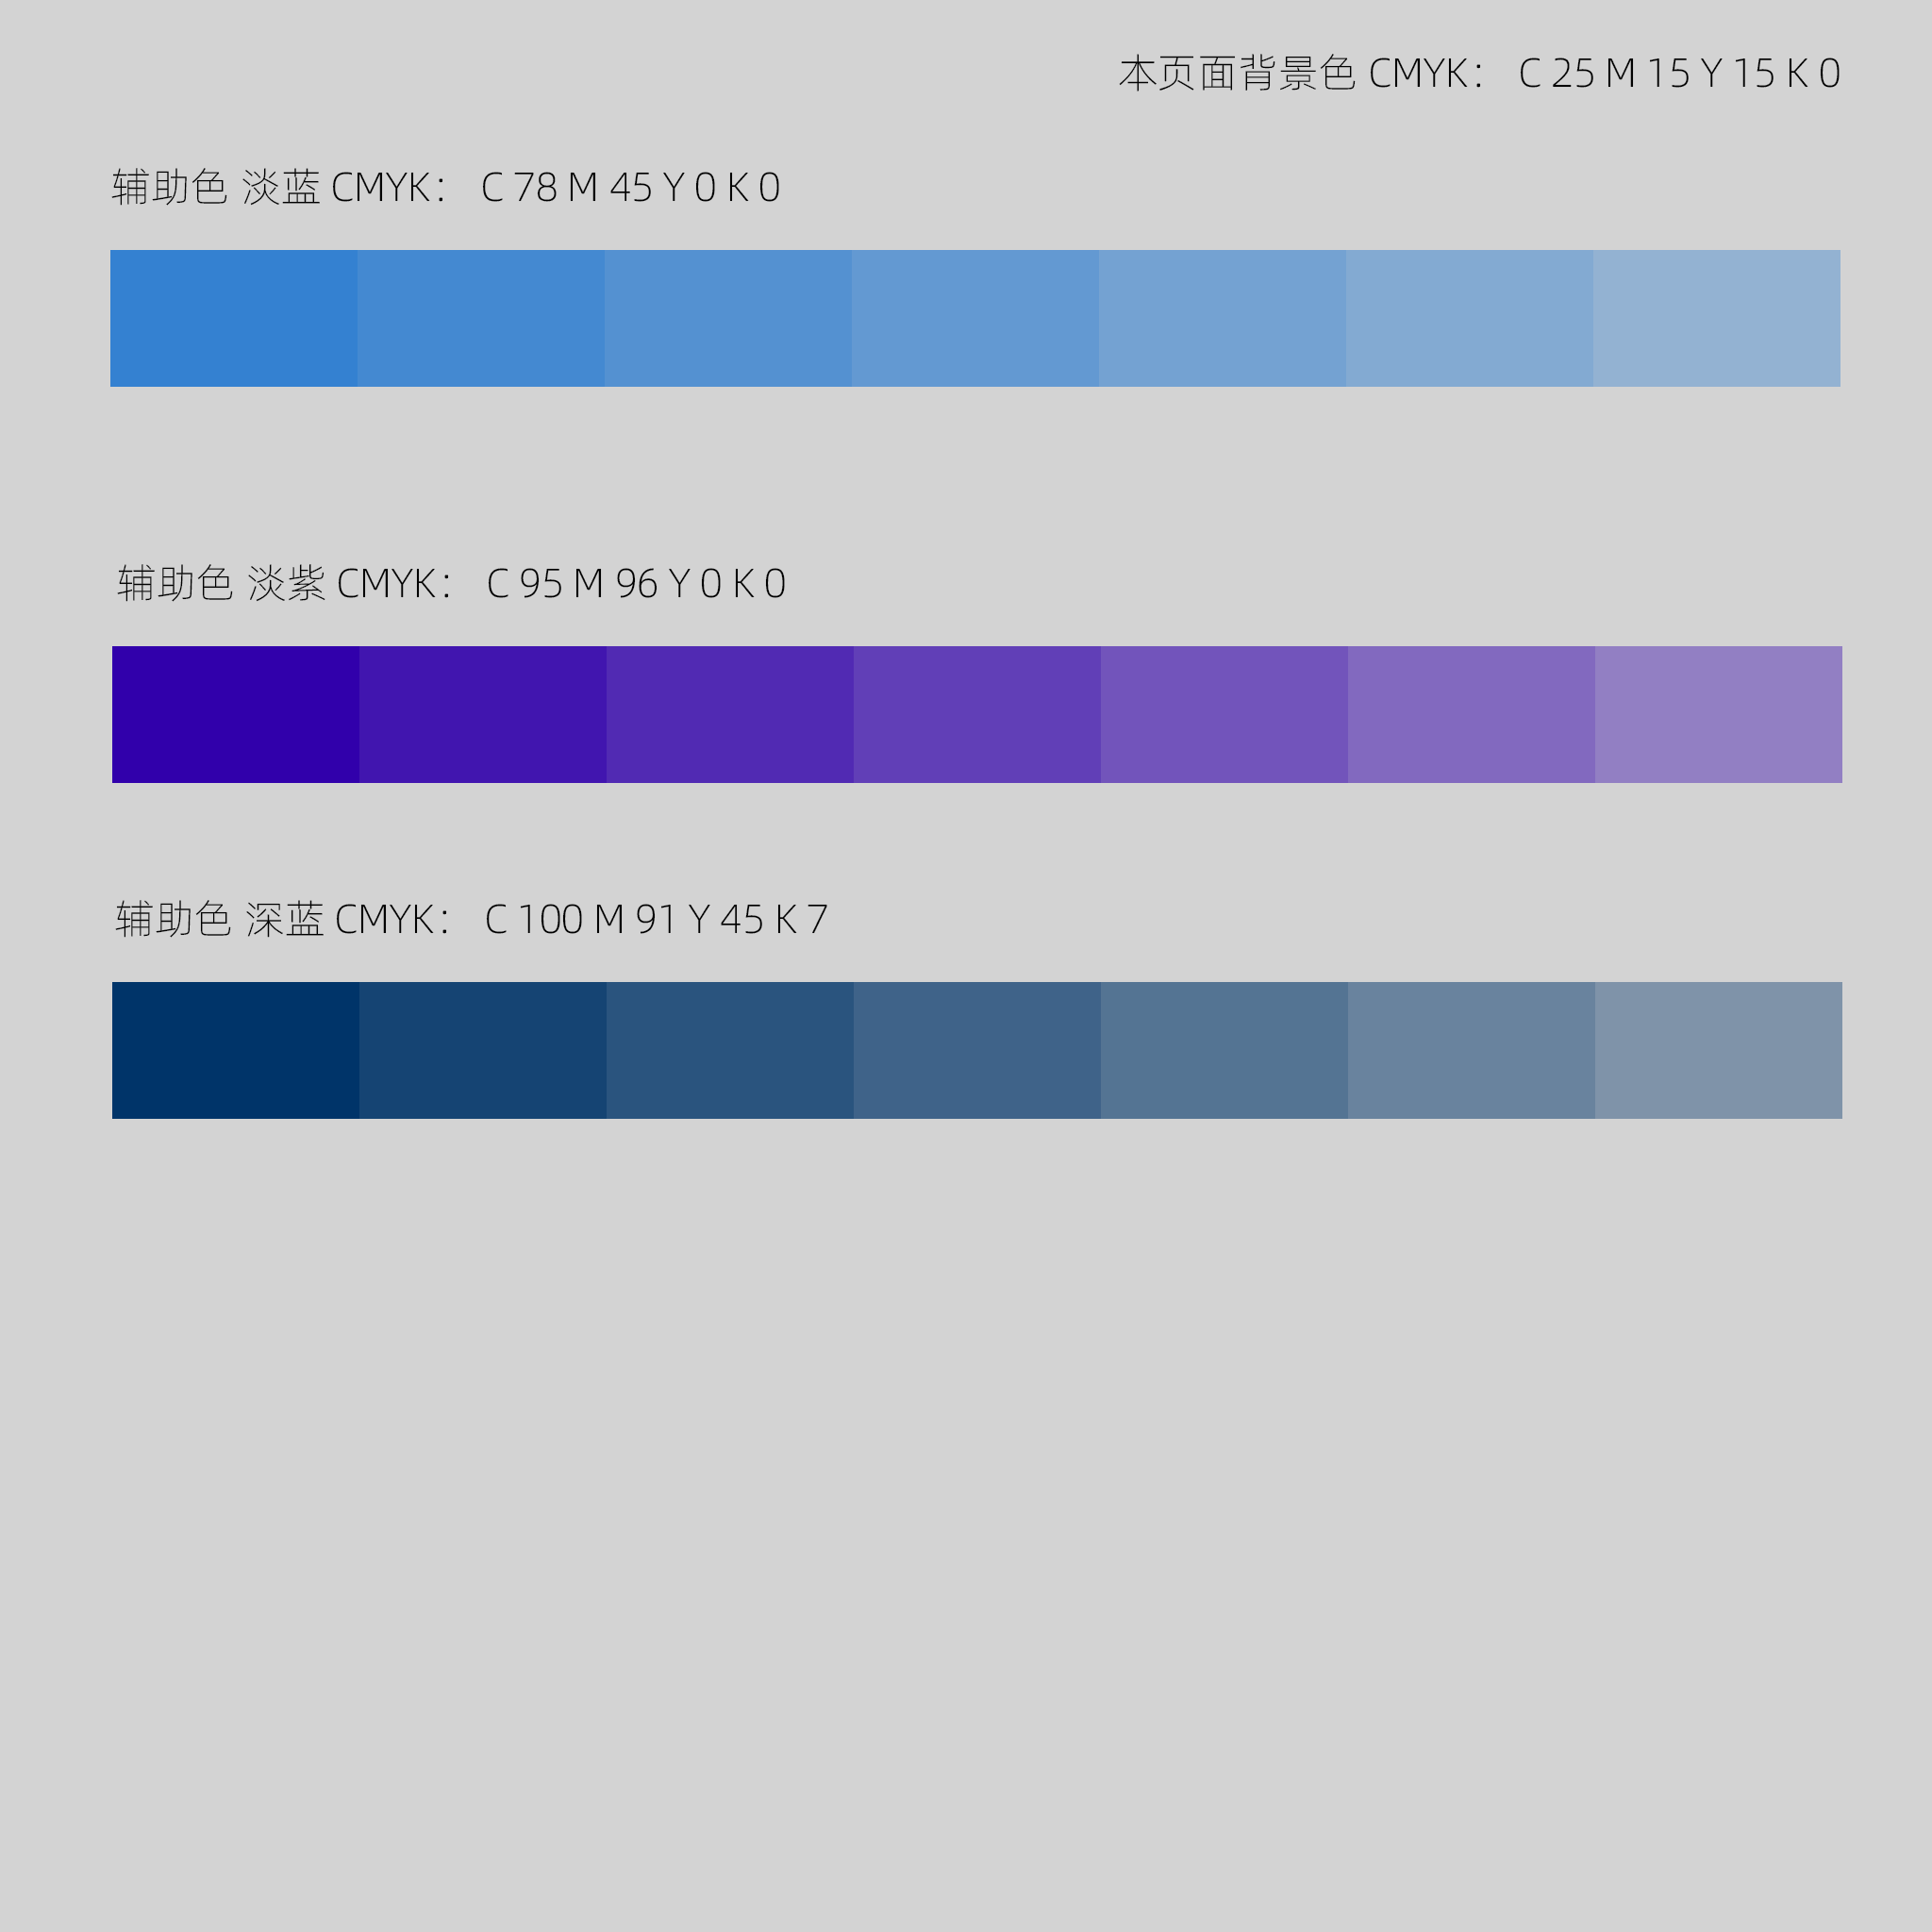 本页面背景色 CMYK： C 25 M 15 Y 15 K 0
辅助色 淡蓝 CMYK： C 78 M 45 Y 0 K 0
辅助色 淡紫 CMYK： C 95 M 96 Y 0 K 0
辅助色 深蓝 CMYK： C 100 M 91 Y 45 K 7